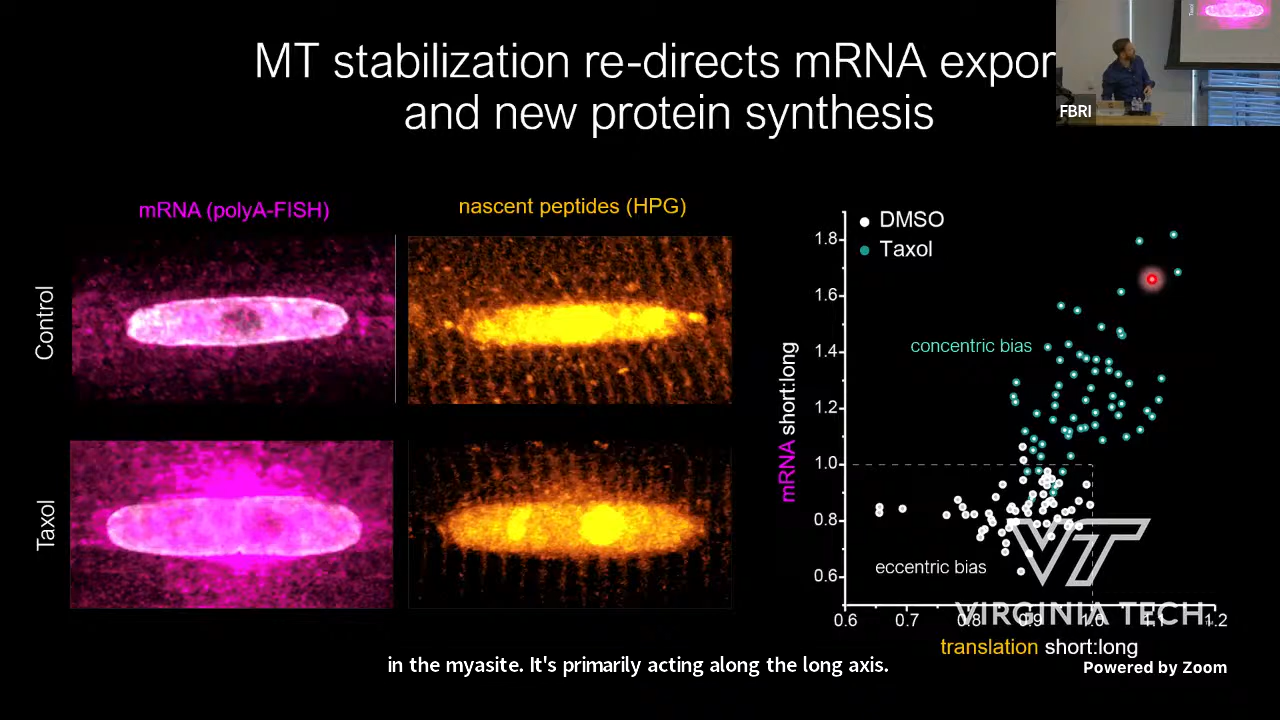 MT stabilization re-directs mRNA expor
and new protein synthesis
FBRI
mRNA (polyA-FISH)
nascent peptides (HPG)
Control
Taxol
DMSO
Taxol
concentric bias
eccentric bias
mRNA short:long
1.8
1.6
1.4
1.2
1.0
0.8
0.6
0.6 0.7 0.8 0.9 1.0 1.1 1.2
translation short:long
VT
VIRGINIA TECH
in the myasite. It's primarily acting along the long axis.
Powered by Zoom